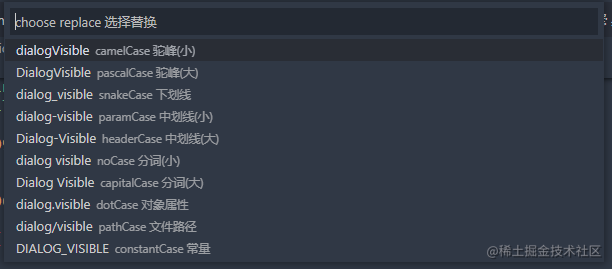 choose replace 选择替换
dialogVisible camelCase 驼峰(小)
DialogVisible pascalCase 驼峰(大)
dialog_visible snakeCase 下划线
dialog-visible paramCase 中划线(小)
Dialog-Visible headerCase 中划线(大)
dialog visible noCase 分词(小)
Dialog Visible capitalCase 分词(大)
dialog.visible dotCase 对象属性
dialog/visible pathCase 文件路径
DIALOG_VISIBLE constantCase 常量
@稀土掘金技术社区